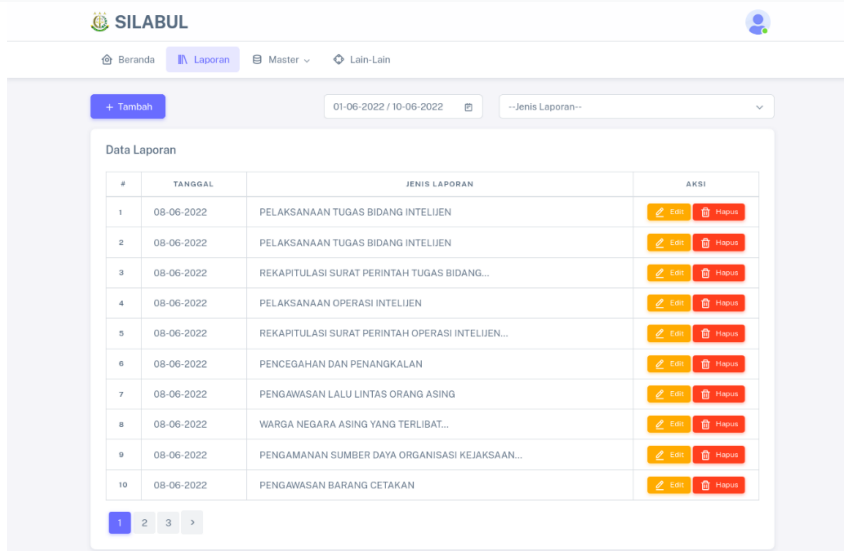 SILABUL
Beranda Laporan Master Lain-Lain
+ Tambah 01-06-2022 / 10-06-2022 --Jenis Laporan--
Data Laporan
# TANGGAL JENIS LAPORAN AKSI
1 08-06-2022 PELAKSANAAN TUGAS BIDANG INTELIJEN Edit Hapus
2 08-06-2022 PELAKSANAAN TUGAS BIDANG INTELIJEN Edit Hapus
3 08-06-2022 REKAPITULASI SURAT PERINTAH TUGAS BIDANG... Edit Hapus
4 08-06-2022 PELAKSANAAN OPERASI INTELIJEN Edit Hapus
5 08-06-2022 REKAPITULASI SURAT PERINTAH OPERASI INTELIJEN... Edit Hapus
6 08-06-2022 PENCEGAHAN DAN PENANGKALAN Edit Hapus
7 08-06-2022 PENGAWASAN LALU LINTAS ORANG ASING Edit Hapus
8 08-06-2022 WARGA NEGARA ASING YANG TERLIBAT... Edit Hapus
9 08-06-2022 PENGAMANAN SUMBER DAYA ORGANISASI KEJAKSAAN... Edit Hapus
10 08-06-2022 PENGAWASAN BARANG CETAKAN Edit Hapus
1 2 3 >